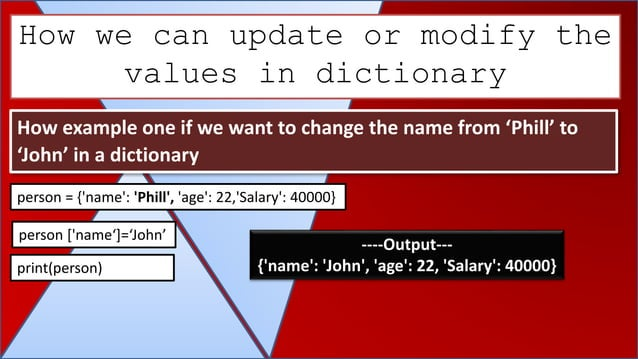 How we can update or modify the
values in dictionary
How example one if we want to change the name from ‘Phill’ to
‘John’ in a dictionary
person = {'name': 'Phill', 'age': 22,'Salary': 40000}
person ['name‘]=‘John’
print(person)
----Output---
{'name': 'John', 'age': 22, 'Salary': 40000}